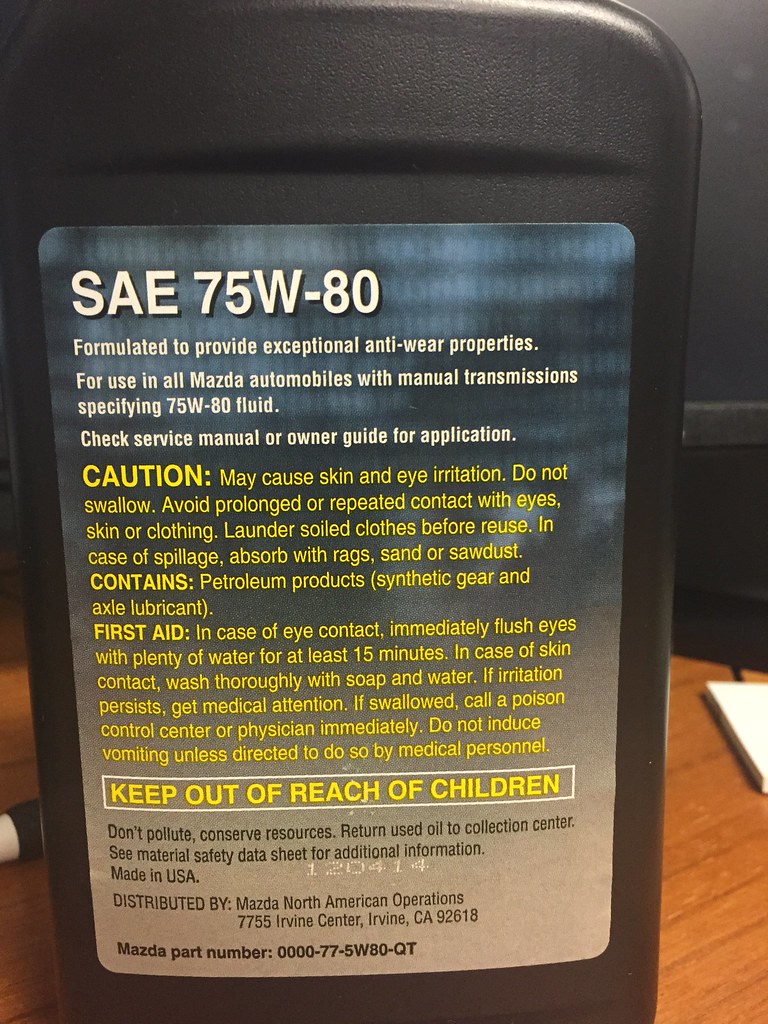 SAE 75W-80
Formulated to provide exceptional anti-wear properties.
For use in all Mazda automobiles with manual transmissions
specifying 75W-80 fluid.
Check service manual or owner guide for application.
CAUTION: May cause skin and eye irritation. Do not
swallow. Avoid prolonged or repeated contact with eyes,
skin or clothing. Launder soiled clothes before reuse. In
case of spillage, absorb with rags, sand or sawdust.
CONTAINS: Petroleum products (synthetic gear and
axle lubricant).
FIRST AID: In case of eye contact, immediately flush eyes
with plenty of water for at least 15 minutes. In case of skin
contact, wash thoroughly with soap and water. If irritation
persists, get medical attention. If swallowed, call a poison
control center or physician immediately. Do not induce
vomiting unless directed to do so by medical personnel.
KEEP OUT OF REACH OF CHILDREN
Don't pollute, conserve resources. Return used oil to collection center.
See material safety data sheet for additional information.
Made in USA.
120414
DISTRIBUTED BY: Mazda North American Operations
7755 Irvine Center, Irvine, CA 92618
Mazda part number: 0000-77-5W80-QT